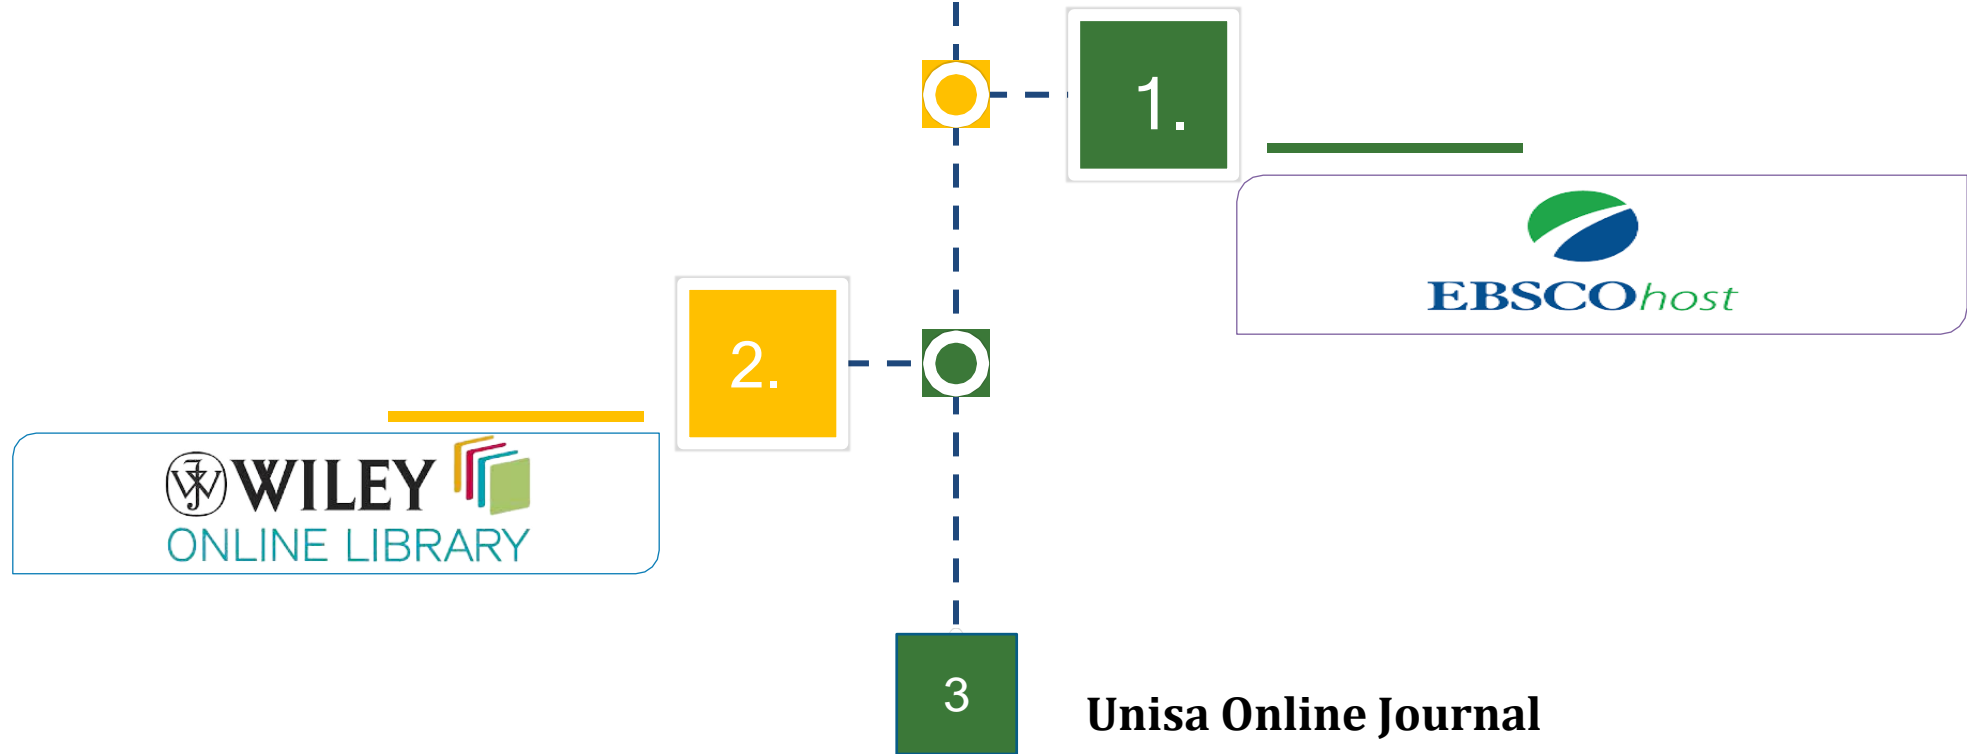 1.
EBSCOhost
2.
WILEY
ONLINE LIBRARY
3
Unisa Online Journal